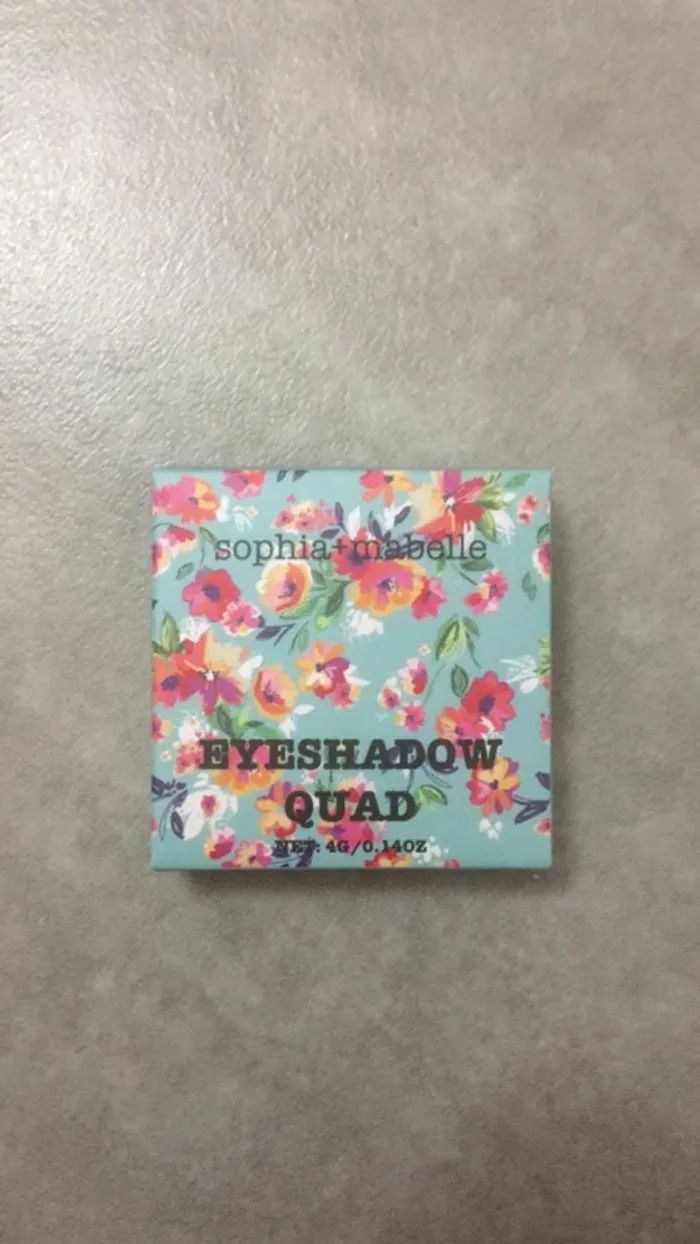 sophia+mabelle
EYESHADOW
QUAD
NET: 4G/0.14OZ